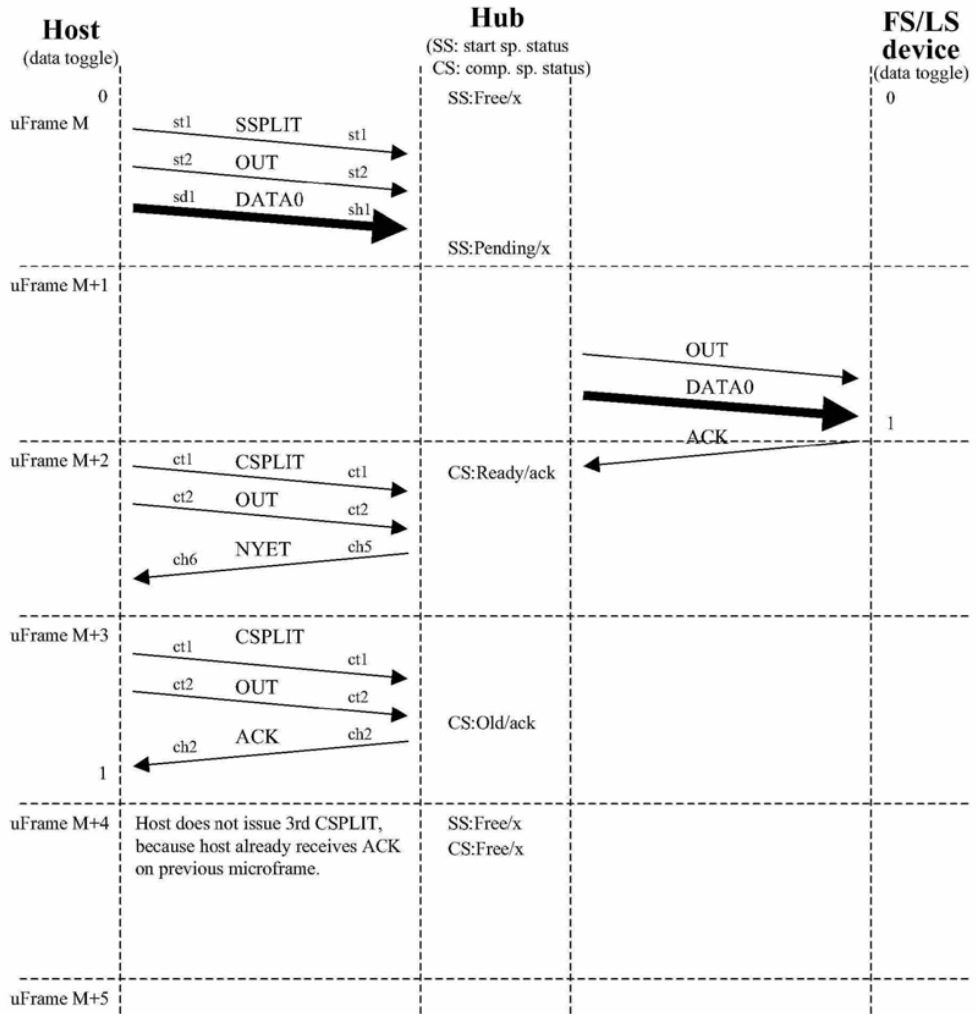 Host
(data toggle)
Hub
(SS: start sp. status
CS: comp. sp. status)
FS/LS
device
(data toggle)
0
SS:Free/x
0
uFrame M
st1 SSPLIT st1
st2 OUT st2
sd1 DATA0 sh1
SS:Pending/x
uFrame M+1
OUT
DATA0
1
ACK
uFrame M+2
ct1 CSPLIT ct1
CS:Ready/ack
ct2 OUT ct2
ch6 NYET ch5
uFrame M+3
ct1 CSPLIT ct1
ct2 OUT ct2
CS:Old/ack
ch2 ACK ch2
1
uFrame M+4
Host does not issue 3rd CSPLIT,
because host already receives ACK
on previous microframe.
SS:Free/x
CS:Free/x
uFrame M+5